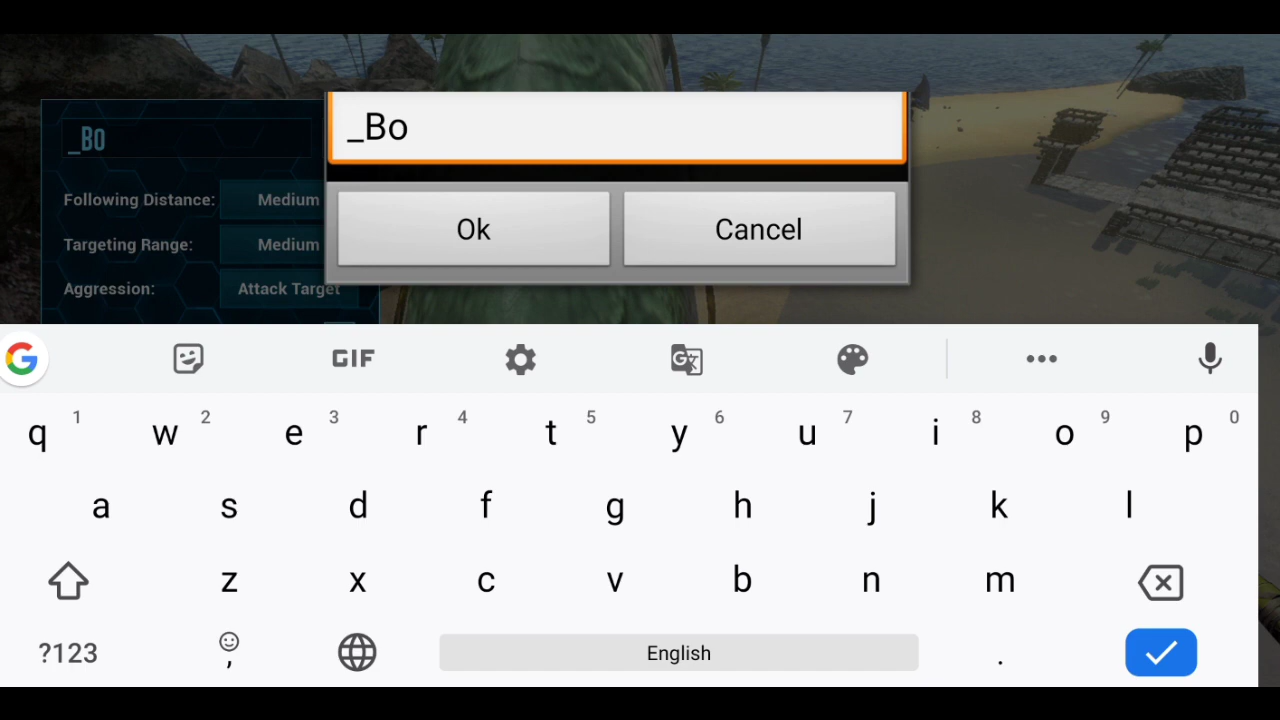 _Bo
_BO
Following Distance: Medium
Targeting Range: Medium
Aggression: Attack Target
Ok Cancel
G GIF G
q 1 w 2 e 3 r 4 t 5 y 6 u 7 i 8 o 9 p 0
a s d f g h j k l
z x c v b n m
?123 , English .